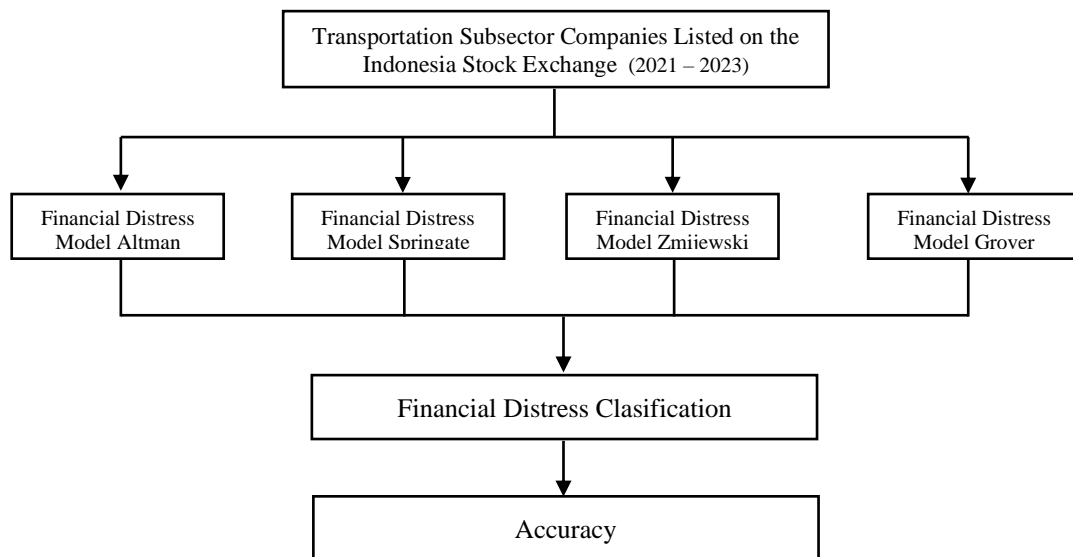 Transportation Subsector Companies Listed on the
Indonesia Stock Exchange (2021 – 2023)
Financial Distress
Model Altman
Financial Distress
Model Springate
Financial Distress
Model Zmijewski
Financial Distress
Model Grover
Financial Distress Clasification
Accuracy